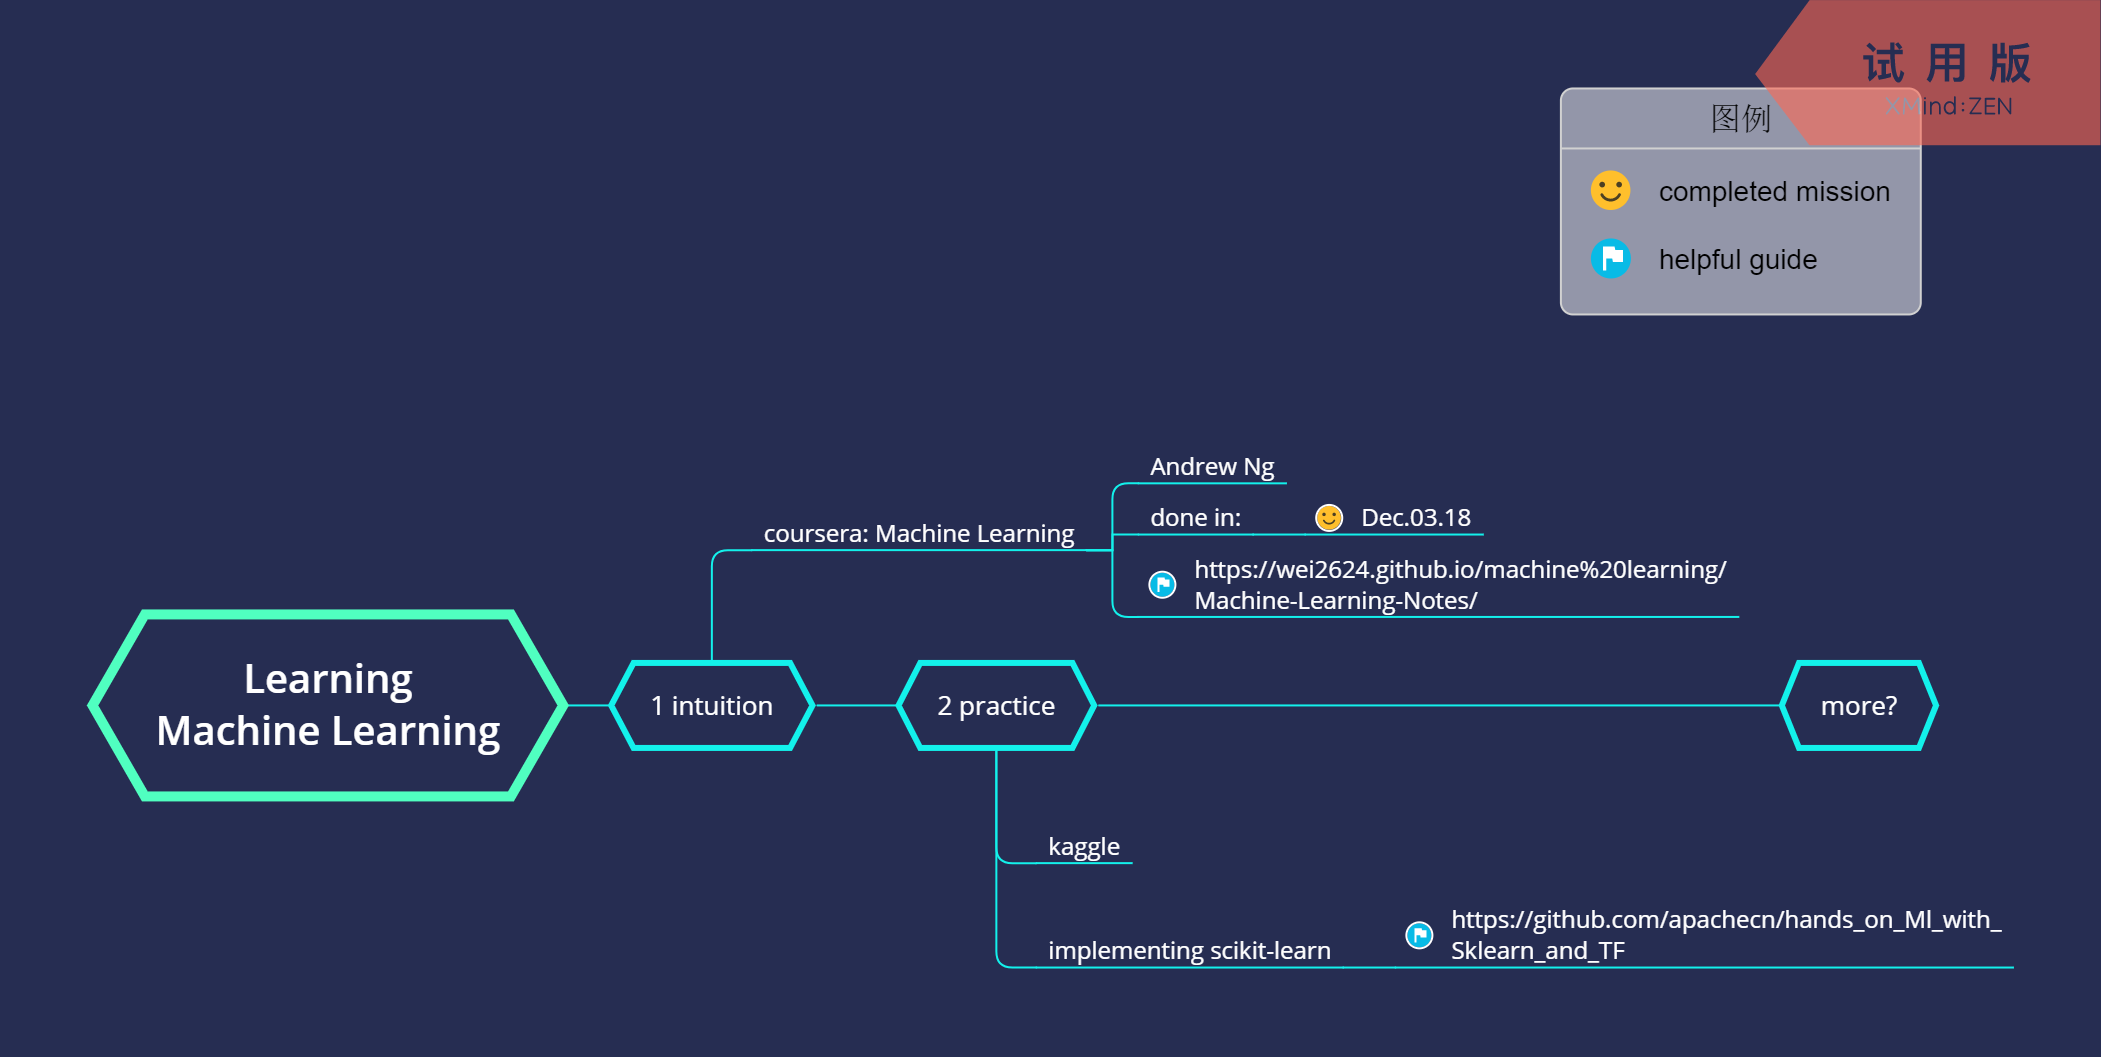 试用版
XMind:ZEN
图例
completed mission
helpful guide
Andrew Ng
done in:
Dec.03.18
coursera: Machine Learning
https://wei2624.github.io/machine%20learning/
Machine-Learning-Notes/
Learning
Machine Learning
1 intuition
2 practice
more?
kaggle
implementing scikit-learn
https://github.com/apachecn/hands_on_Ml_with_
Sklearn_and_TF